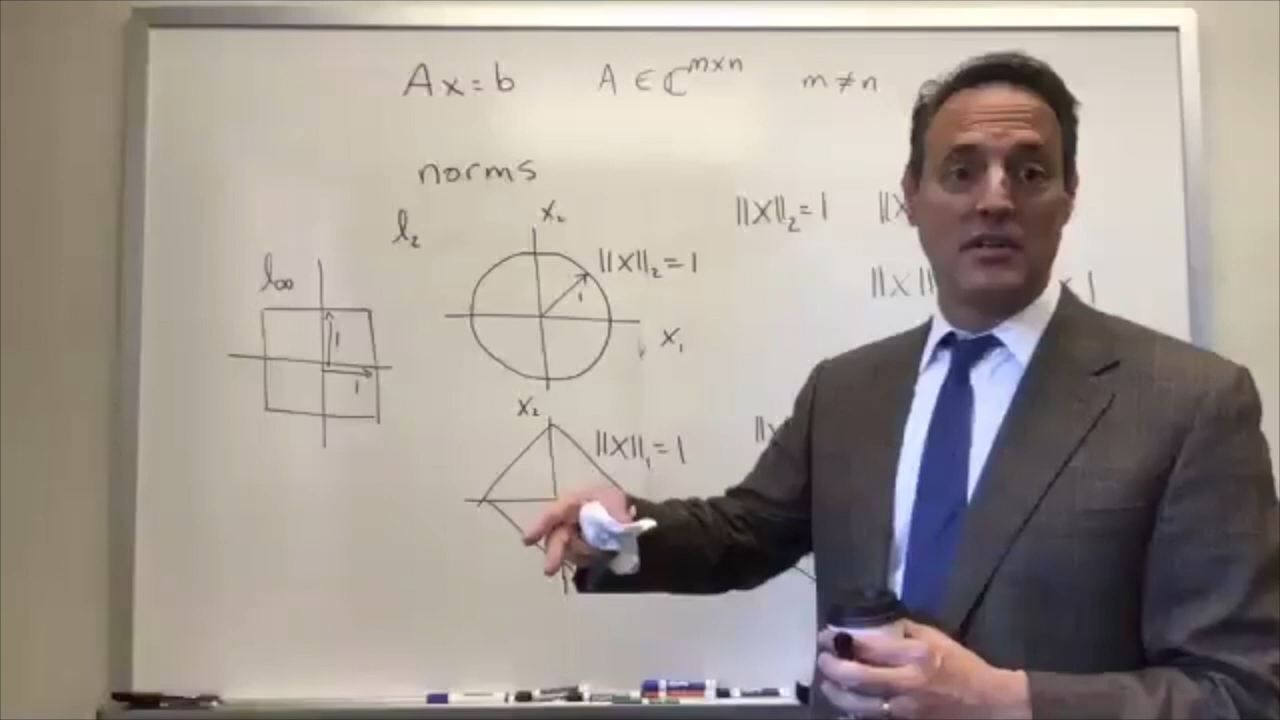 Ax=b A ∈ ℂ^{m×n} m≠n
norms
l₂ x₂ ||X||₂=1 ||X
l∞ ||X||₂=1 ||X||
1 1 1 x₁
x₂
||X||₁=1 ||X